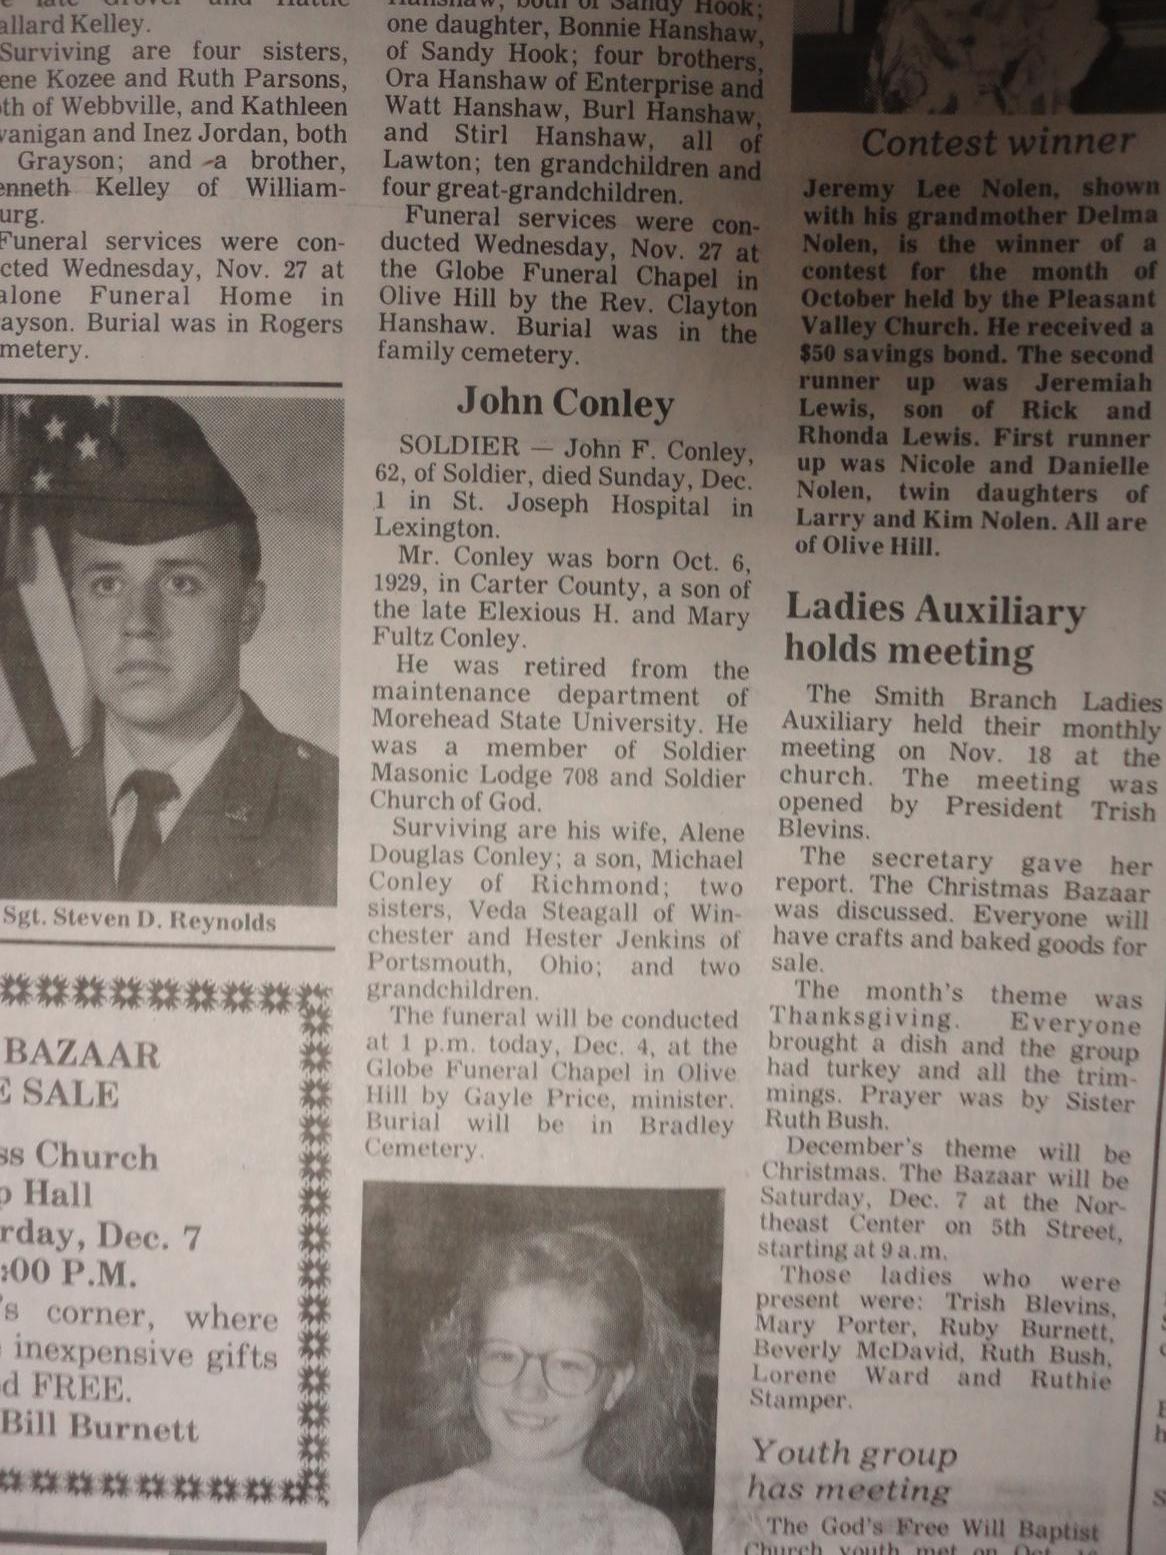 allard Kelley.
Surviving are four sisters,
ene Kozee and Ruth Parsons,
oth of Webbville, and Kathleen
vanigan and Inez Jordan, both
Grayson; and a brother,
enneth Kelley of William-
urg.
Funeral services were con-
cted Wednesday, Nov. 27 at
alone Funeral Home in
ayson. Burial was in Rogers
metery.
Sgt. Steven D. Reynolds
BAZAAR
E SALE
ss Church
p Hall
rday, Dec. 7
:00 P.M.
's corner, where
inexpensive gifts
d FREE.
Bill Burnett
Hanshaw, both of Sandy Hook;
one daughter, Bonnie Hanshaw,
of Sandy Hook; four brothers,
Ora Hanshaw of Enterprise and
Watt Hanshaw, Burl Hanshaw,
and Stirl Hanshaw, all of
Lawton; ten grandchildren and
four great-grandchildren.
Funeral services were con-
ducted Wednesday, Nov. 27 at
the Globe Funeral Chapel in
Olive Hill by the Rev. Clayton
Hanshaw. Burial was in the
family cemetery.
John Conley
SOLDIER — John F. Conley,
62, of Soldier, died Sunday, Dec.
1 in St. Joseph Hospital in
Lexington.
Mr. Conley was born Oct. 6,
1929, in Carter County, a son of
the late Elexious H. and Mary
Fultz Conley.
He was retired from the
maintenance department of
Morehead State University. He
was a member of Soldier
Masonic Lodge 708 and Soldier
Church of God.
Surviving are his wife, Alene
Douglas Conley; a son, Michael
Conley of Richmond; two
sisters, Veda Steagall of Win-
chester and Hester Jenkins of
Portsmouth, Ohio; and two
grandchildren.
The funeral will be conducted
at 1 p.m. today, Dec. 4, at the
Globe Funeral Chapel in Olive
Hill by Gayle Price, minister.
Burial will be in Bradley
Cemetery.
Contest winner
Jeremy Lee Nolen, shown
with his grandmother Delma
Nolen, is the winner of a
contest for the month of
October held by the Pleasant
Valley Church. He received a
$50 savings bond. The second
runner up was Jeremiah
Lewis, son of Rick and
Rhonda Lewis. First runner
up was Nicole and Danielle
Nolen, twin daughters of
Larry and Kim Nolen. All are
of Olive Hill.
Ladies Auxiliary
holds meeting
The Smith Branch Ladies
Auxiliary held their monthly
meeting on Nov. 18 at the
church. The meeting was
opened by President Trish
Blevins.
The secretary gave her
report. The Christmas Bazaar
was discussed. Everyone will
have crafts and baked goods for
sale.
The month's theme was
Thanksgiving. Everyone
brought a dish and the group
had turkey and all the trim-
mings. Prayer was by Sister
Ruth Bush.
December's theme will be
Christmas. The Bazaar will be
Saturday, Dec. 7 at the Nor-
theast Center on 5th Street,
starting at 9 a.m.
Those ladies who were
present were: Trish Blevins,
Mary Porter, Ruby Burnett,
Beverly McDavid, Ruth Bush,
Lorene Ward and Ruthie
Stamper.
Youth group
has meeting
The God's Free Will Baptist
Church youth met on Oct.